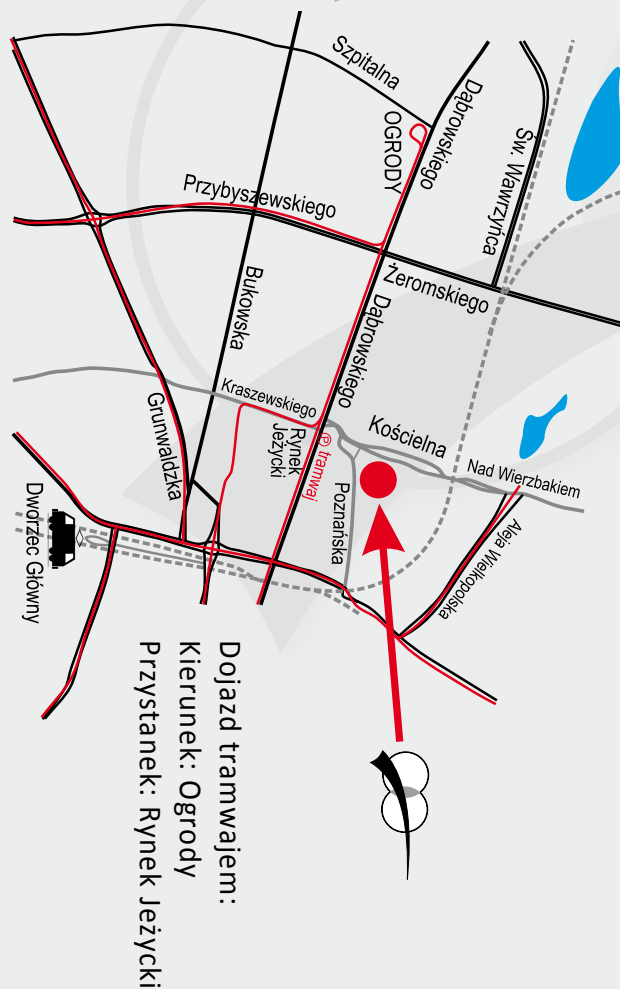 Szpitalna
Dąbrowskiego
OGRODY
Św. Wawrzyńca
Przybyszewskiego
Żeromskiego
Bukowska
Dąbrowskiego
Kraszewskiego
Kościelna
Grunwaldzka
Rynek
Jeżycki
℗ tramwaj
Poznańska
Nad Wierzbakiem
Aleja Wielkopolska
Dworzec Główny
Dojazd tramwajem:
Kierunek: Ogrody
Przystanek: Rynek Jeżycki